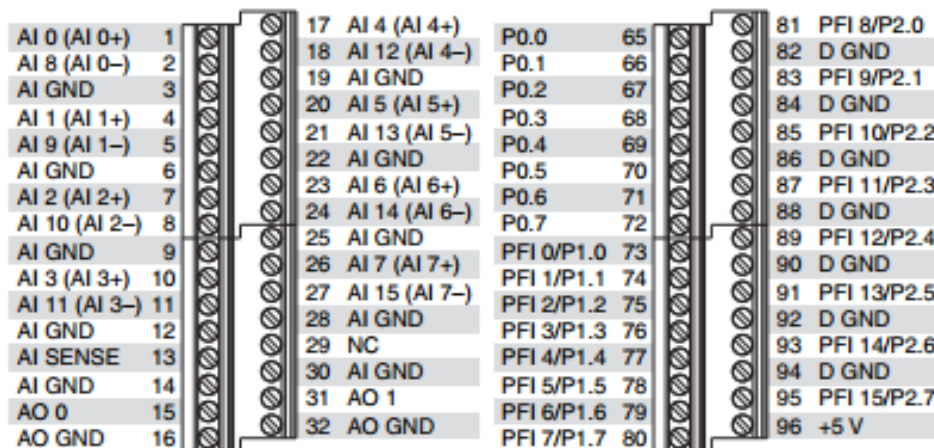 AI 0 (AI 0+) 1
AI 8 (AI 0–) 2
AI GND 3
AI 1 (AI 1+) 4
AI 9 (AI 1–) 5
AI GND 6
AI 2 (AI 2+) 7
AI 10 (AI 2–) 8
AI GND 9
AI 3 (AI 3+) 10
AI 11 (AI 3–) 11
AI GND 12
AI SENSE 13
AI GND 14
AO 0 15
AO GND 16
17 AI 4 (AI 4+)
18 AI 12 (AI 4–)
19 AI GND
20 AI 5 (AI 5+)
21 AI 13 (AI 5–)
22 AI GND
23 AI 6 (AI 6+)
24 AI 14 (AI 6–)
25 AI GND
26 AI 7 (AI 7+)
27 AI 15 (AI 7–)
28 AI GND
29 NC
30 AI GND
31 AO 1
32 AO GND
P0.0 65
P0.1 66
P0.2 67
P0.3 68
P0.4 69
P0.5 70
P0.6 71
P0.7 72
PFI 0/P1.0 73
PFI 1/P1.1 74
PFI 2/P1.2 75
PFI 3/P1.3 76
PFI 4/P1.4 77
PFI 5/P1.5 78
PFI 6/P1.6 79
PFI 7/P1.7 80
81 PFI 8/P2.0
82 D GND
83 PFI 9/P2.1
84 D GND
85 PFI 10/P2.2
86 D GND
87 PFI 11/P2.3
88 D GND
89 PFI 12/P2.4
90 D GND
91 PFI 13/P2.5
92 D GND
93 PFI 14/P2.6
94 D GND
95 PFI 15/P2.7
96 +5 V